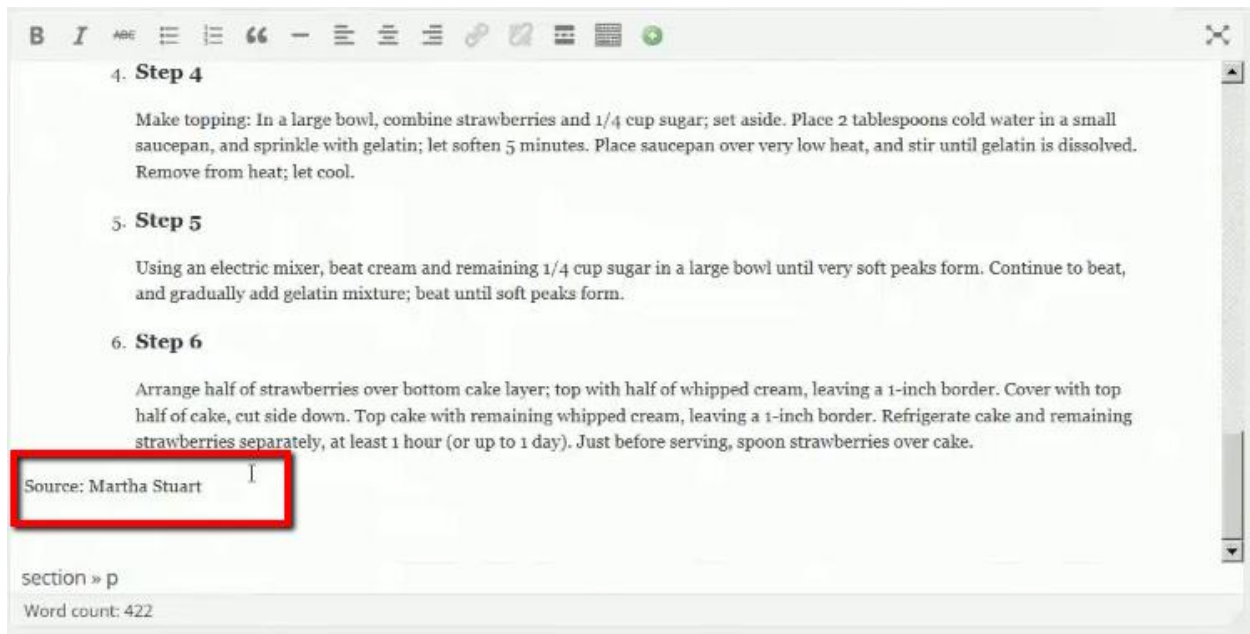 B I ABC
4. Step 4
Make topping: In a large bowl, combine strawberries and 1/4 cup sugar; set aside. Place 2 tablespoons cold water in a small
saucepan, and sprinkle with gelatin; let soften 5 minutes. Place saucepan over very low heat, and stir until gelatin is dissolved.
Remove from heat; let cool.
5. Step 5
Using an electric mixer, beat cream and remaining 1/4 cup sugar in a large bowl until very soft peaks form. Continue to beat,
and gradually add gelatin mixture; beat until soft peaks form.
6. Step 6
Arrange half of strawberries over bottom cake layer; top with half of whipped cream, leaving a 1-inch border. Cover with top
half of cake, cut side down. Top cake with remaining whipped cream, leaving a 1-inch border. Refrigerate cake and remaining
strawberries separately, at least 1 hour (or up to 1 day). Just before serving, spoon strawberries over cake.
Source: Martha Stuart
section » p
Word count: 422